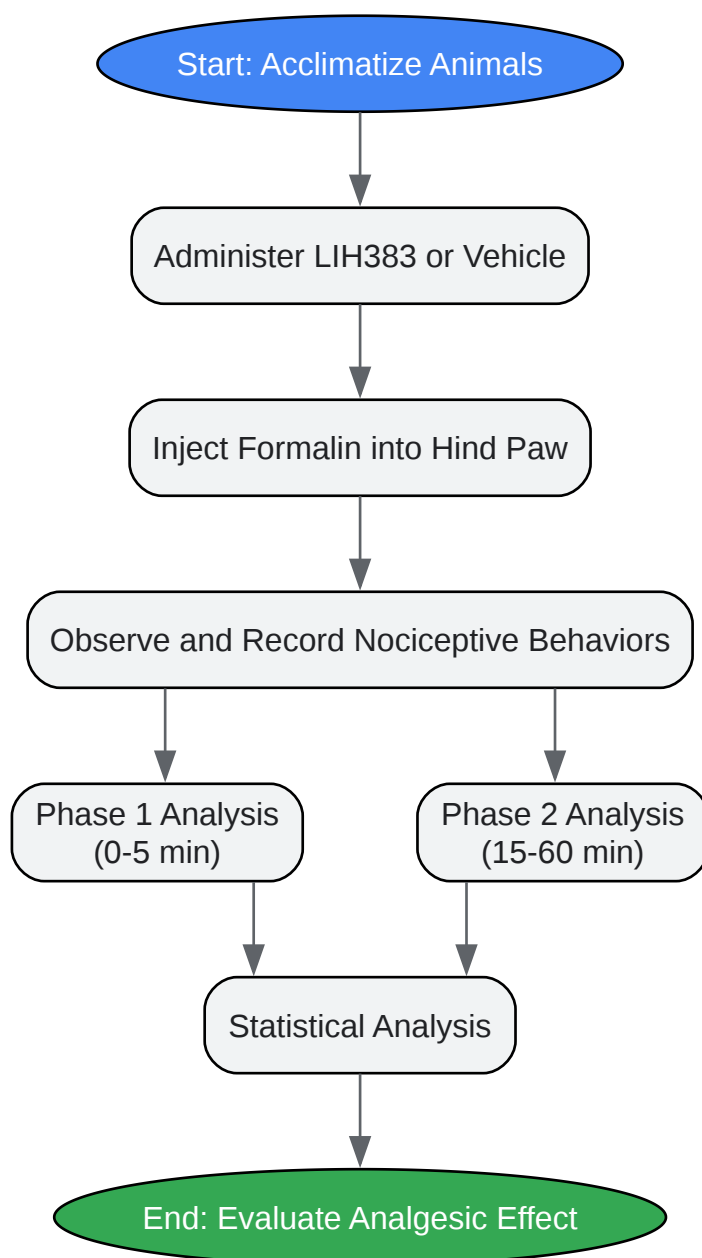 Start: Acclimatize Animals
Administer LIH383 or Vehicle
Inject Formalin into Hind Paw
Observe and Record Nociceptive Behaviors
Phase 1 Analysis
(0-5 min)
Phase 2 Analysis
(15-60 min)
Statistical Analysis
End: Evaluate Analgesic Effect